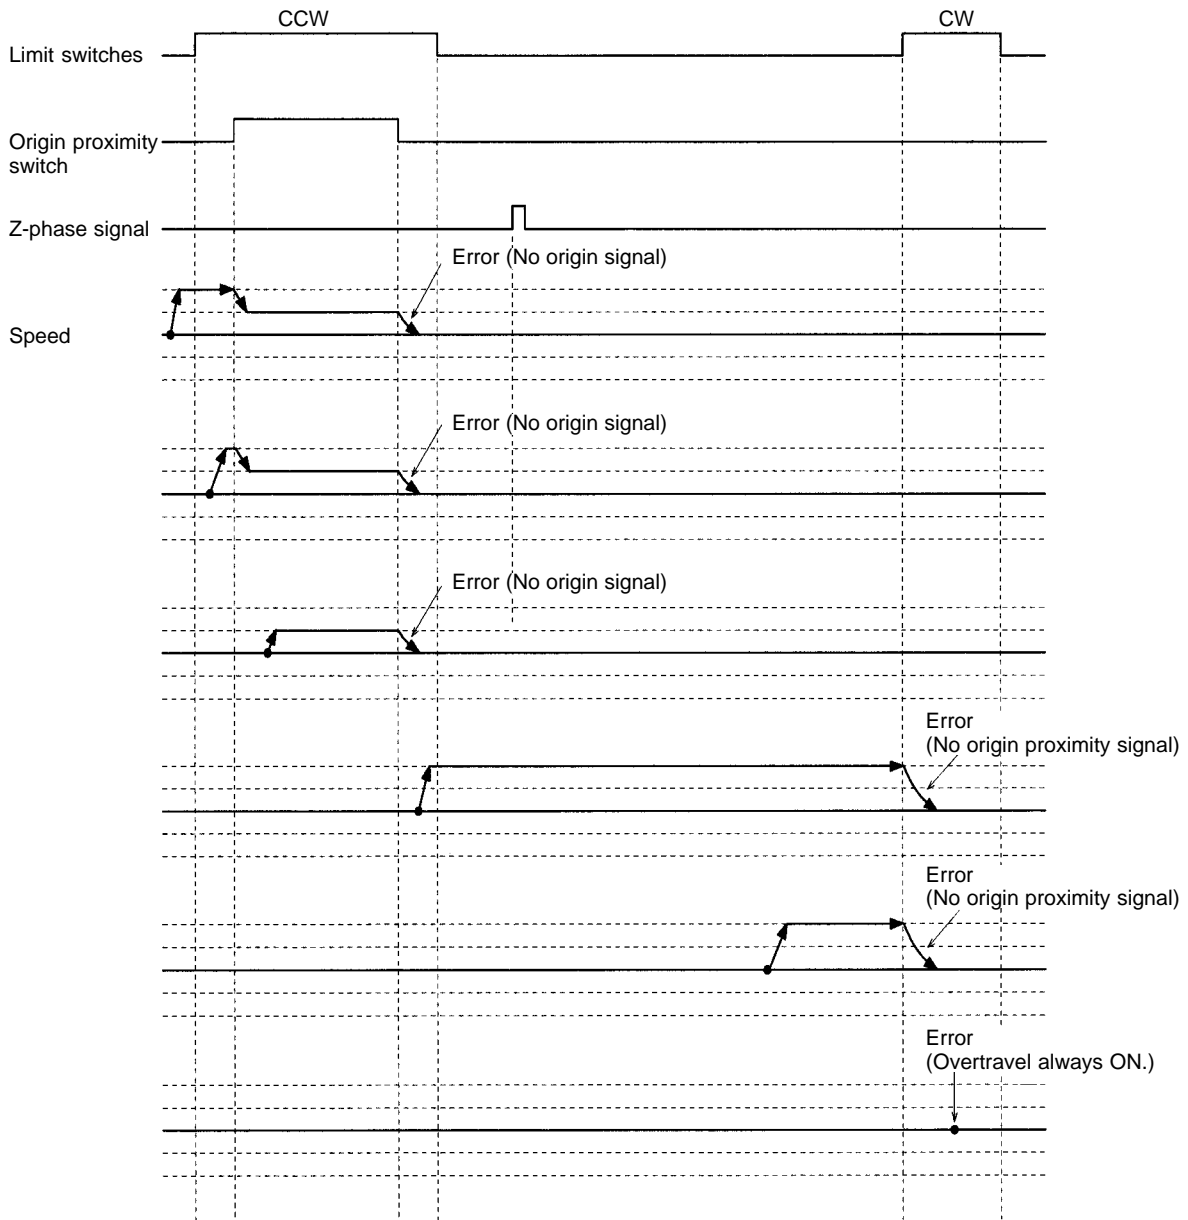 CCW
CW
Limit switches
Origin proximity
switch
Z-phase signal
Error (No origin signal)
Speed
Error (No origin signal)
Error (No origin signal)
Error
(No origin proximity signal)
Error
(No origin proximity signal)
Error
(Overtravel always ON.)